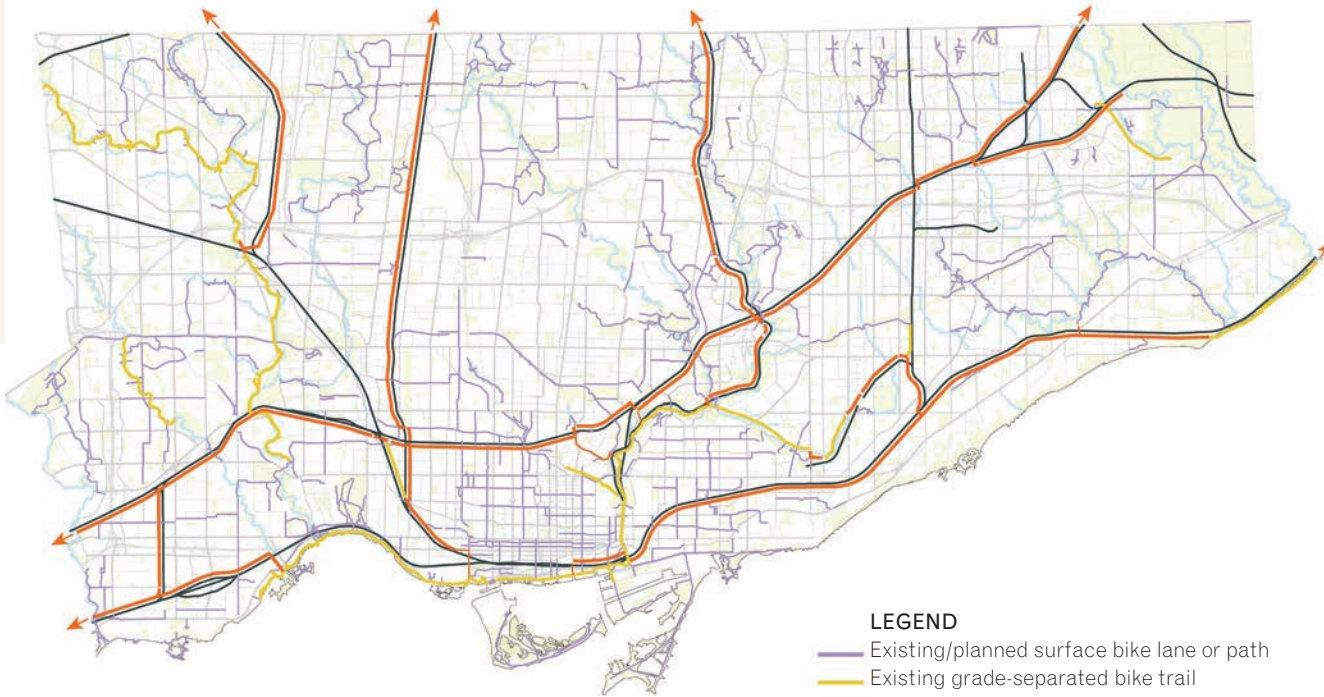 LEGEND
Existing/planned surface bike lane or path
Existing grade-separated bike trail